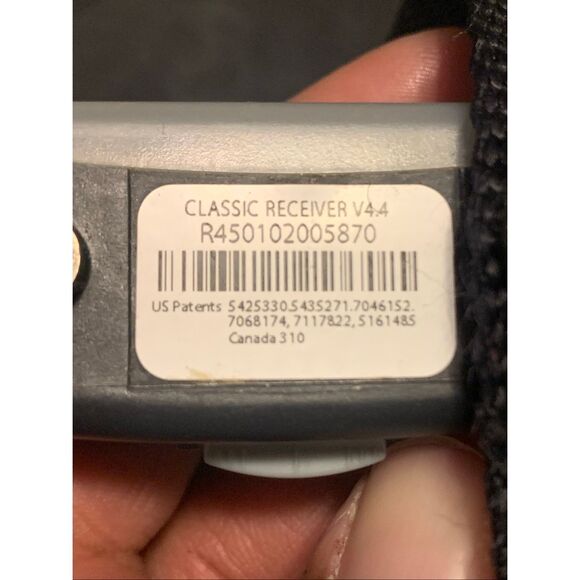 CLASSIC RECEIVER V4.4
R450102005870
US Patents 5425330.5435271.7046152.
7068174, 7117822, 5161485
Canada 310